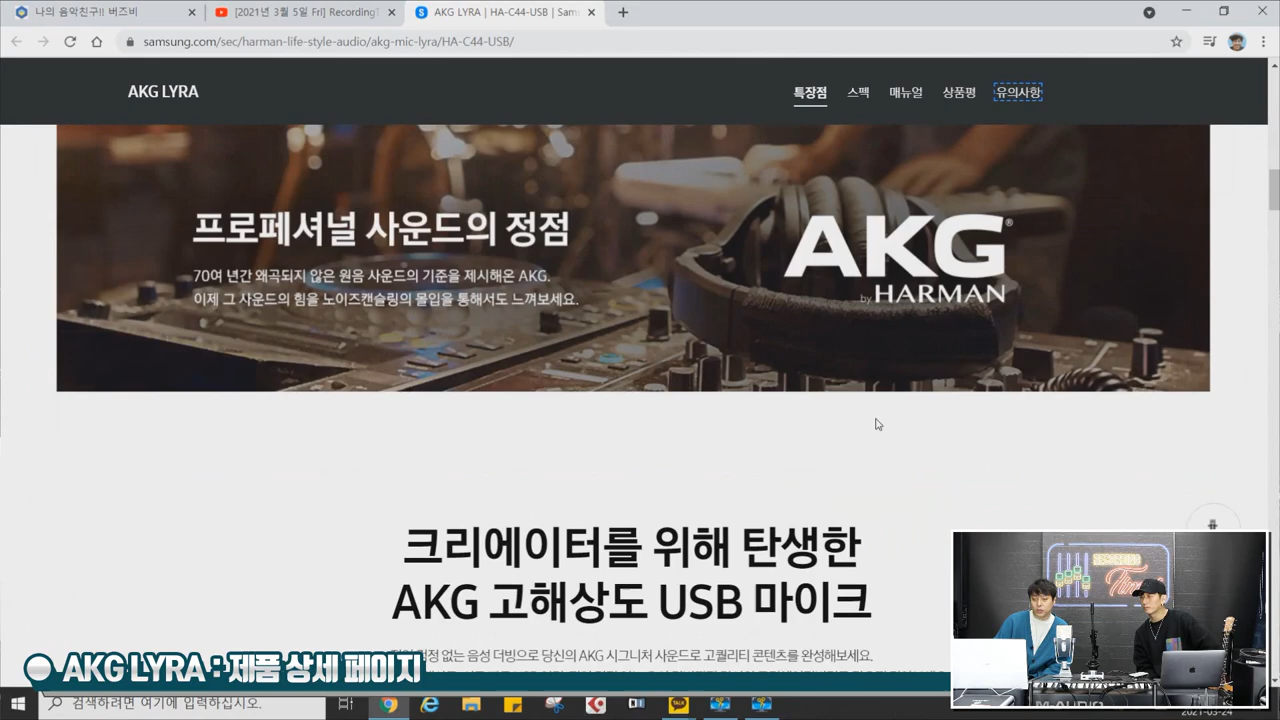 나의 음악친구!! 버즈비
[2021년 3월 5일 Fri] Recording
AKG LYRA | HA-C44-USB | Sam
samsung.com/sec/harman-life-style-audio/akg-mic-lyra/HA-C44-USB/
AKG LYRA
특장점 스펙 매뉴얼 상품평 유의사항
프로페셔널 사운드의 정점
70여 년간 왜곡되지 않은 원음 사운드의 기준을 제시해온 AKG.
이제 그 사운드의 힘을 노이즈캔슬링의 몰입을 통해서도 느껴보세요.
AKG®
by HARMAN
크리에이터를 위해 탄생한
AKG 고해상도 USB 마이크
없는 음성 더빙으로 당신의 AKG 시그니처 사운드로 고퀄리티 콘텐츠를 완성해보세요.
RECORDING
Time
AKG LYRA : 제품 상세 페이지
검색하려면 여기에 입력하십시오.
TALK
M-AUDIO
2021-03-24